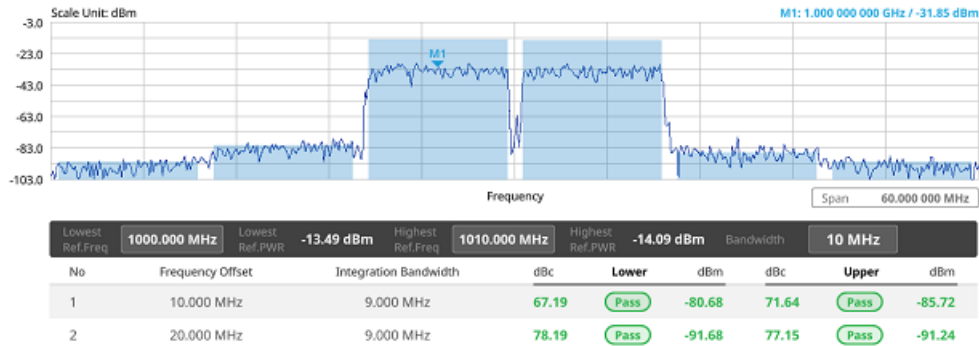 Scale Unit: dBm M1: 1.000 000 000 GHz / -31.85 dBm
-3.0
-23.0
M1
-43.0
-63.0
-83.0
-103.0
Frequency
Span 60.000 000 MHz
Lowest Ref.Freq 1000.000 MHz Lowest Ref.PWR -13.49 dBm Highest Ref.Freq 1010.000 MHz Highest Ref.PWR -14.09 dBm Bandwidth 10 MHz
No Frequency Offset Integration Bandwidth dBc Lower dBm dBc Upper dBm
1 10.000 MHz 9.000 MHz 67.19 Pass -80.68 71.64 Pass -85.72
2 20.000 MHz 9.000 MHz 78.19 Pass -91.68 77.15 Pass -91.24